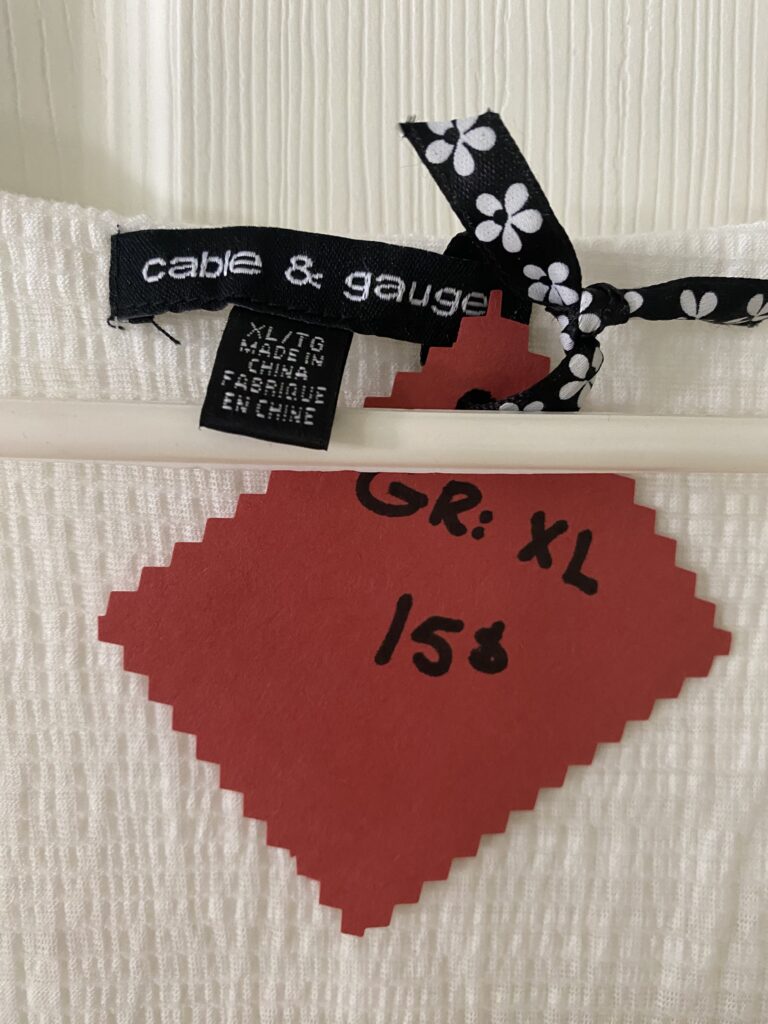 cable & gauge
XL/TG
MADE IN
CHINA
FABRIQUE
EN CHINE
GR: XL
15$